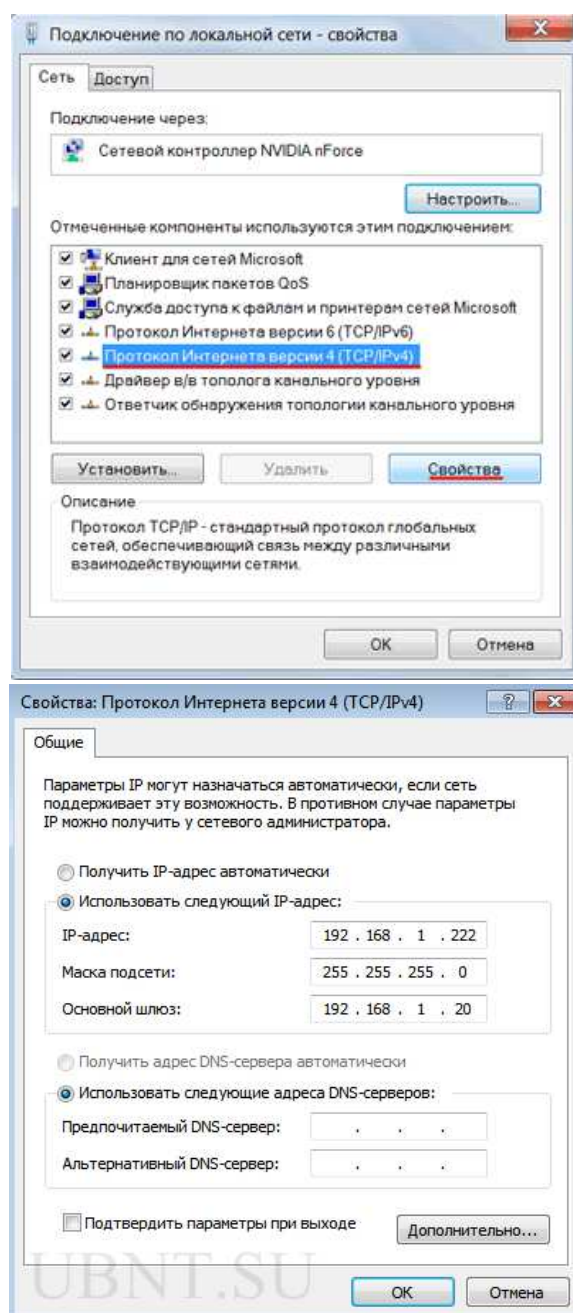 Подключение по локальной сети - свойства
Сеть
Доступ
Подключение через:
Сетевой контроллер NVIDIA nForce
Настроить...
Отмеченные компоненты используются этим подключением:
Клиент для сетей Microsoft
Планировщик пакетов QoS
Служба доступа к файлам и принтерам сетей Microsoft
Протокол Интернета версии 6 (TCP/IPv6)
Протокол Интернета версии 4 (TCP/IPv4)
Драйвер в/в тополога канального уровня
Ответчик обнаружения топологии канального уровня
Установить...
Удалить
Свойства
Описание
Протокол TCP/IP - стандартный протокол глобальных
сетей, обеспечивающий связь между различными
взаимодействующими сетями.
ОК
Отмена
Свойства: Протокол Интернета версии 4 (TCP/IPv4)
Общие
Параметры IP могут назначаться автоматически, если сеть
поддерживает эту возможность. В противном случае параметры
IP можно получить у сетевого администратора.
Получить IP-адрес автоматически
Использовать следующий IP-адрес:
IP-адрес: 192 . 168 . 1 . 222
Маска подсети: 255 . 255 . 255 . 0
Основной шлюз: 192 . 168 . 1 . 20
Получить адрес DNS-сервера автоматически
Использовать следующие адреса DNS-серверов:
Предпочитаемый DNS-сервер: . . .
Альтернативный DNS-сервер: . . .
Подтвердить параметры при выходе
Дополнительно...
UBNT.SU
ОК
Отмена